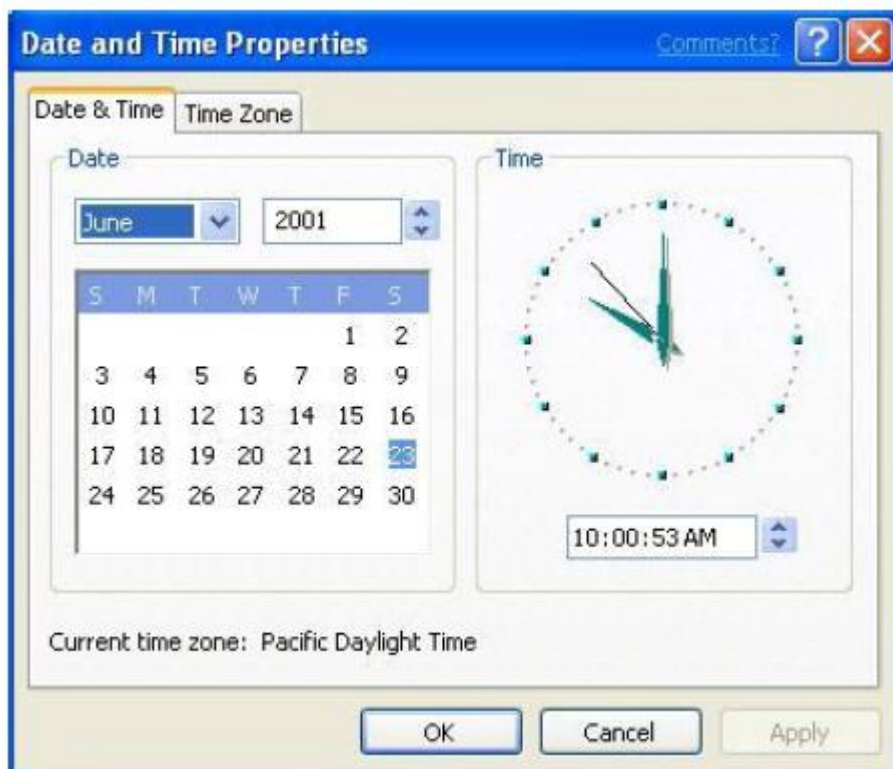 Date and Time Properties Comments? ?
Date & Time Time Zone
Date
June 2001
S M T W T F S
1 2
3 4 5 6 7 8 9
10 11 12 13 14 15 16
17 18 19 20 21 22 23
24 25 26 27 28 29 30
Time
10:00:53 AM
Current time zone: Pacific Daylight Time
OK Cancel Apply